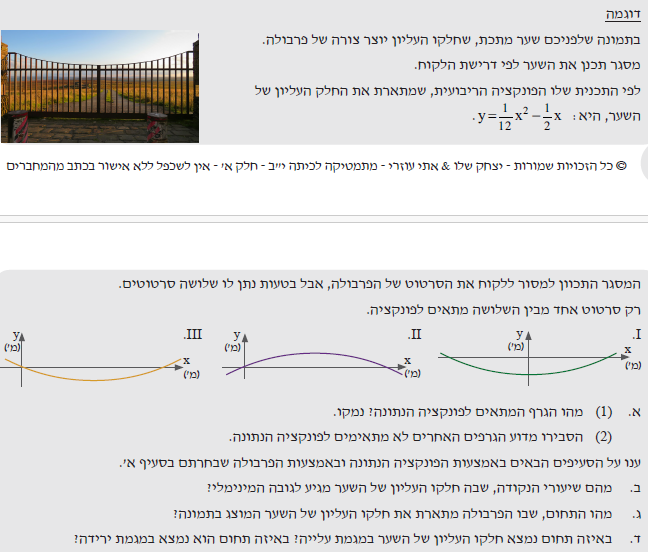 דוגמה
בתמונה שלפניכם שער מתכת, שחלקו העליון יוצר צורה של פרבולה.
מסגר תכנן את השער לפי דרישת הלקוח.
לפי התכנית שלו הפונקציה הריבועית, שמתארת את החלק העליון של
השער, היא: y = 1/12 x² − 1/2 x .
© כל הזכויות שמורות - יצחק שלו & אתי עוזרי - מתמטיקה לכיתה י״ב - חלק א׳ - אין לשכפל ללא אישור בכתב מהמחברים
המסגר התכוון למסור ללקוח את הסרטוט של הפרבולה, אבל בטעות נתן לו שלושה סרטוטים.
רק סרטוט אחד מבין השלושה מתאים לפונקציה.
I. y (מ׳) x (מ׳)
II. y (מ׳) x (מ׳)
III. y (מ׳) x (מ׳)
א. (1) מהו הגרף המתאים לפונקציה הנתונה? נמקו.
(2) הסבירו מדוע הגרפים האחרים לא מתאימים לפונקציה הנתונה.
ענו על הסעיפים הבאים באמצעות הפונקציה הנתונה ובאמצעות הפרבולה שבחרתם בסעיף א׳.
ב. מהם שיעורי הנקודה, שבה חלקו העליון של השער מגיע לגובה המינימלי?
ג. מהו התחום, שבו הפרבולה מתארת את חלקו העליון של השער המוצג בתמונה?
ד. באיזה תחום נמצא חלקו העליון של השער במגמת עלייה? באיזה תחום הוא נמצא במגמת ירידה?